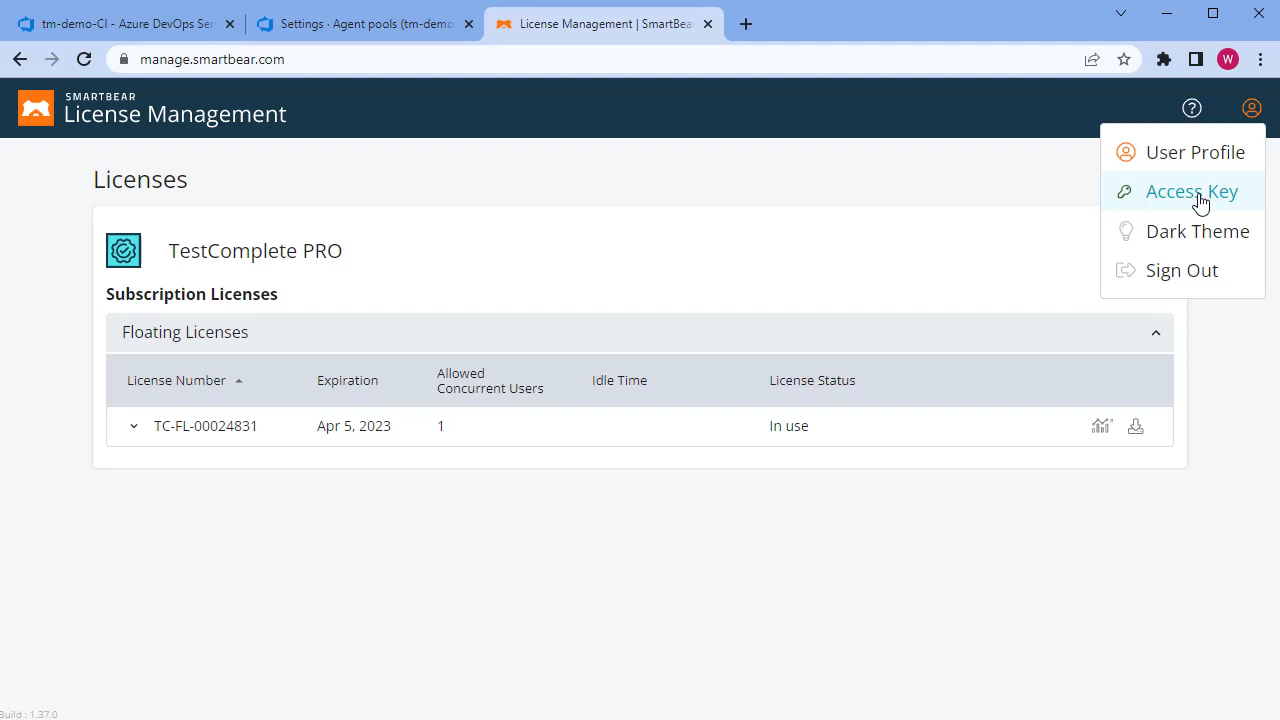 tm-demo-CI - Azure DevOps Ser
Settings · Agent pools (tm-demo
License Management | SmartBear
manage.smartbear.com
W
SMARTBEAR
License Management
User Profile
Access Key
Dark Theme
Sign Out
Licenses
TestComplete PRO
Subscription Licenses
Floating Licenses
License Number
Expiration
Allowed
Concurrent Users
Idle Time
License Status
TC-FL-00024831
Apr 5, 2023
1
In use
Build : 1.37.0